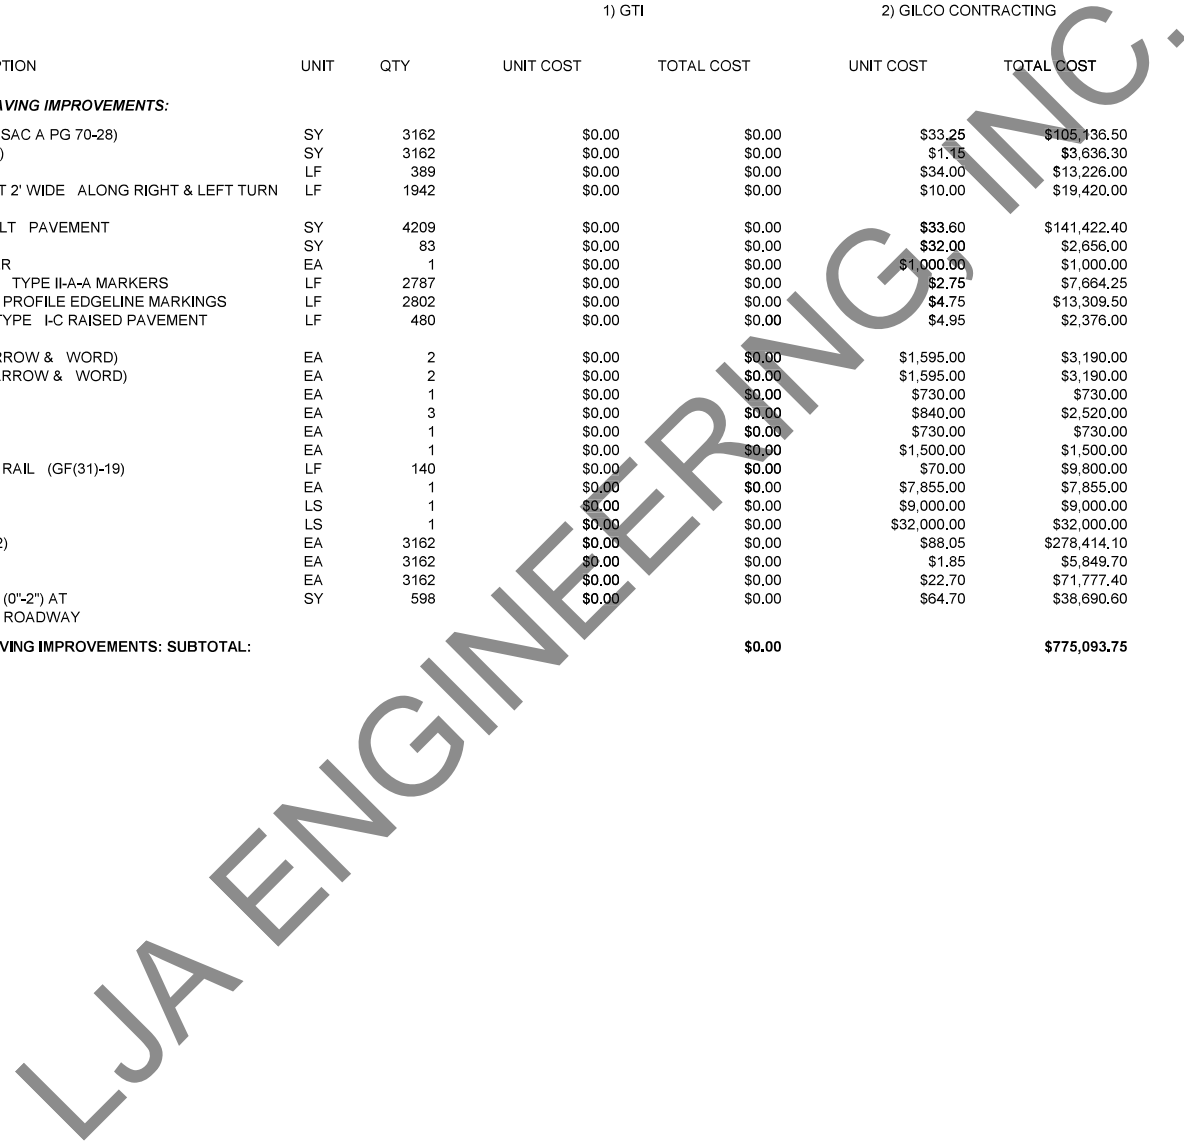 1) GTI 2) GILCO CONTRACTING
PTION UNIT QTY UNIT COST TOTAL COST UNIT COST TOTAL COST
AVING IMPROVEMENTS:
SAC A PG 70-28) SY 3162 $0.00 $0.00 $33.25 $105,136.50
) SY 3162 $0.00 $0.00 $1.15 $3,636.30
LF 389 $0.00 $0.00 $34.00 $13,226.00
T 2' WIDE ALONG RIGHT & LEFT TURN LF 1942 $0.00 $0.00 $10.00 $19,420.00
LT PAVEMENT SY 4209 $0.00 $0.00 $33.60 $141,422.40
SY 83 $0.00 $0.00 $32.00 $2,656.00
R EA 1 $0.00 $0.00 $1,000.00 $1,000.00
TYPE II-A-A MARKERS LF 2787 $0.00 $0.00 $2.75 $7,664.25
PROFILE EDGELINE MARKINGS LF 2802 $0.00 $0.00 $4.75 $13,309.50
TYPE I-C RAISED PAVEMENT LF 480 $0.00 $0.00 $4.95 $2,376.00
RROW & WORD) EA 2 $0.00 $0.00 $1,595.00 $3,190.00
ARROW & WORD) EA 2 $0.00 $0.00 $1,595.00 $3,190.00
EA 1 $0.00 $0.00 $730.00 $730.00
EA 3 $0.00 $0.00 $840.00 $2,520.00
EA 1 $0.00 $0.00 $730.00 $730.00
EA 1 $0.00 $0.00 $1,500.00 $1,500.00
RAIL (GF(31)-19) LF 140 $0.00 $0.00 $70.00 $9,800.00
EA 1 $0.00 $0.00 $7,855.00 $7,855.00
LS 1 $0.00 $0.00 $9,000.00 $9,000.00
LS 1 $0.00 $0.00 $32,000.00 $32,000.00
2) EA 3162 $0.00 $0.00 $88.05 $278,414.10
EA 3162 $0.00 $0.00 $1.85 $5,849.70
EA 3162 $0.00 $0.00 $22.70 $71,777.40
(0"-2") AT SY 598 $0.00 $0.00 $64.70 $38,690.60
ROADWAY
VING IMPROVEMENTS: SUBTOTAL: $0.00 $775,093.75
LJA ENGINEERING, INC.